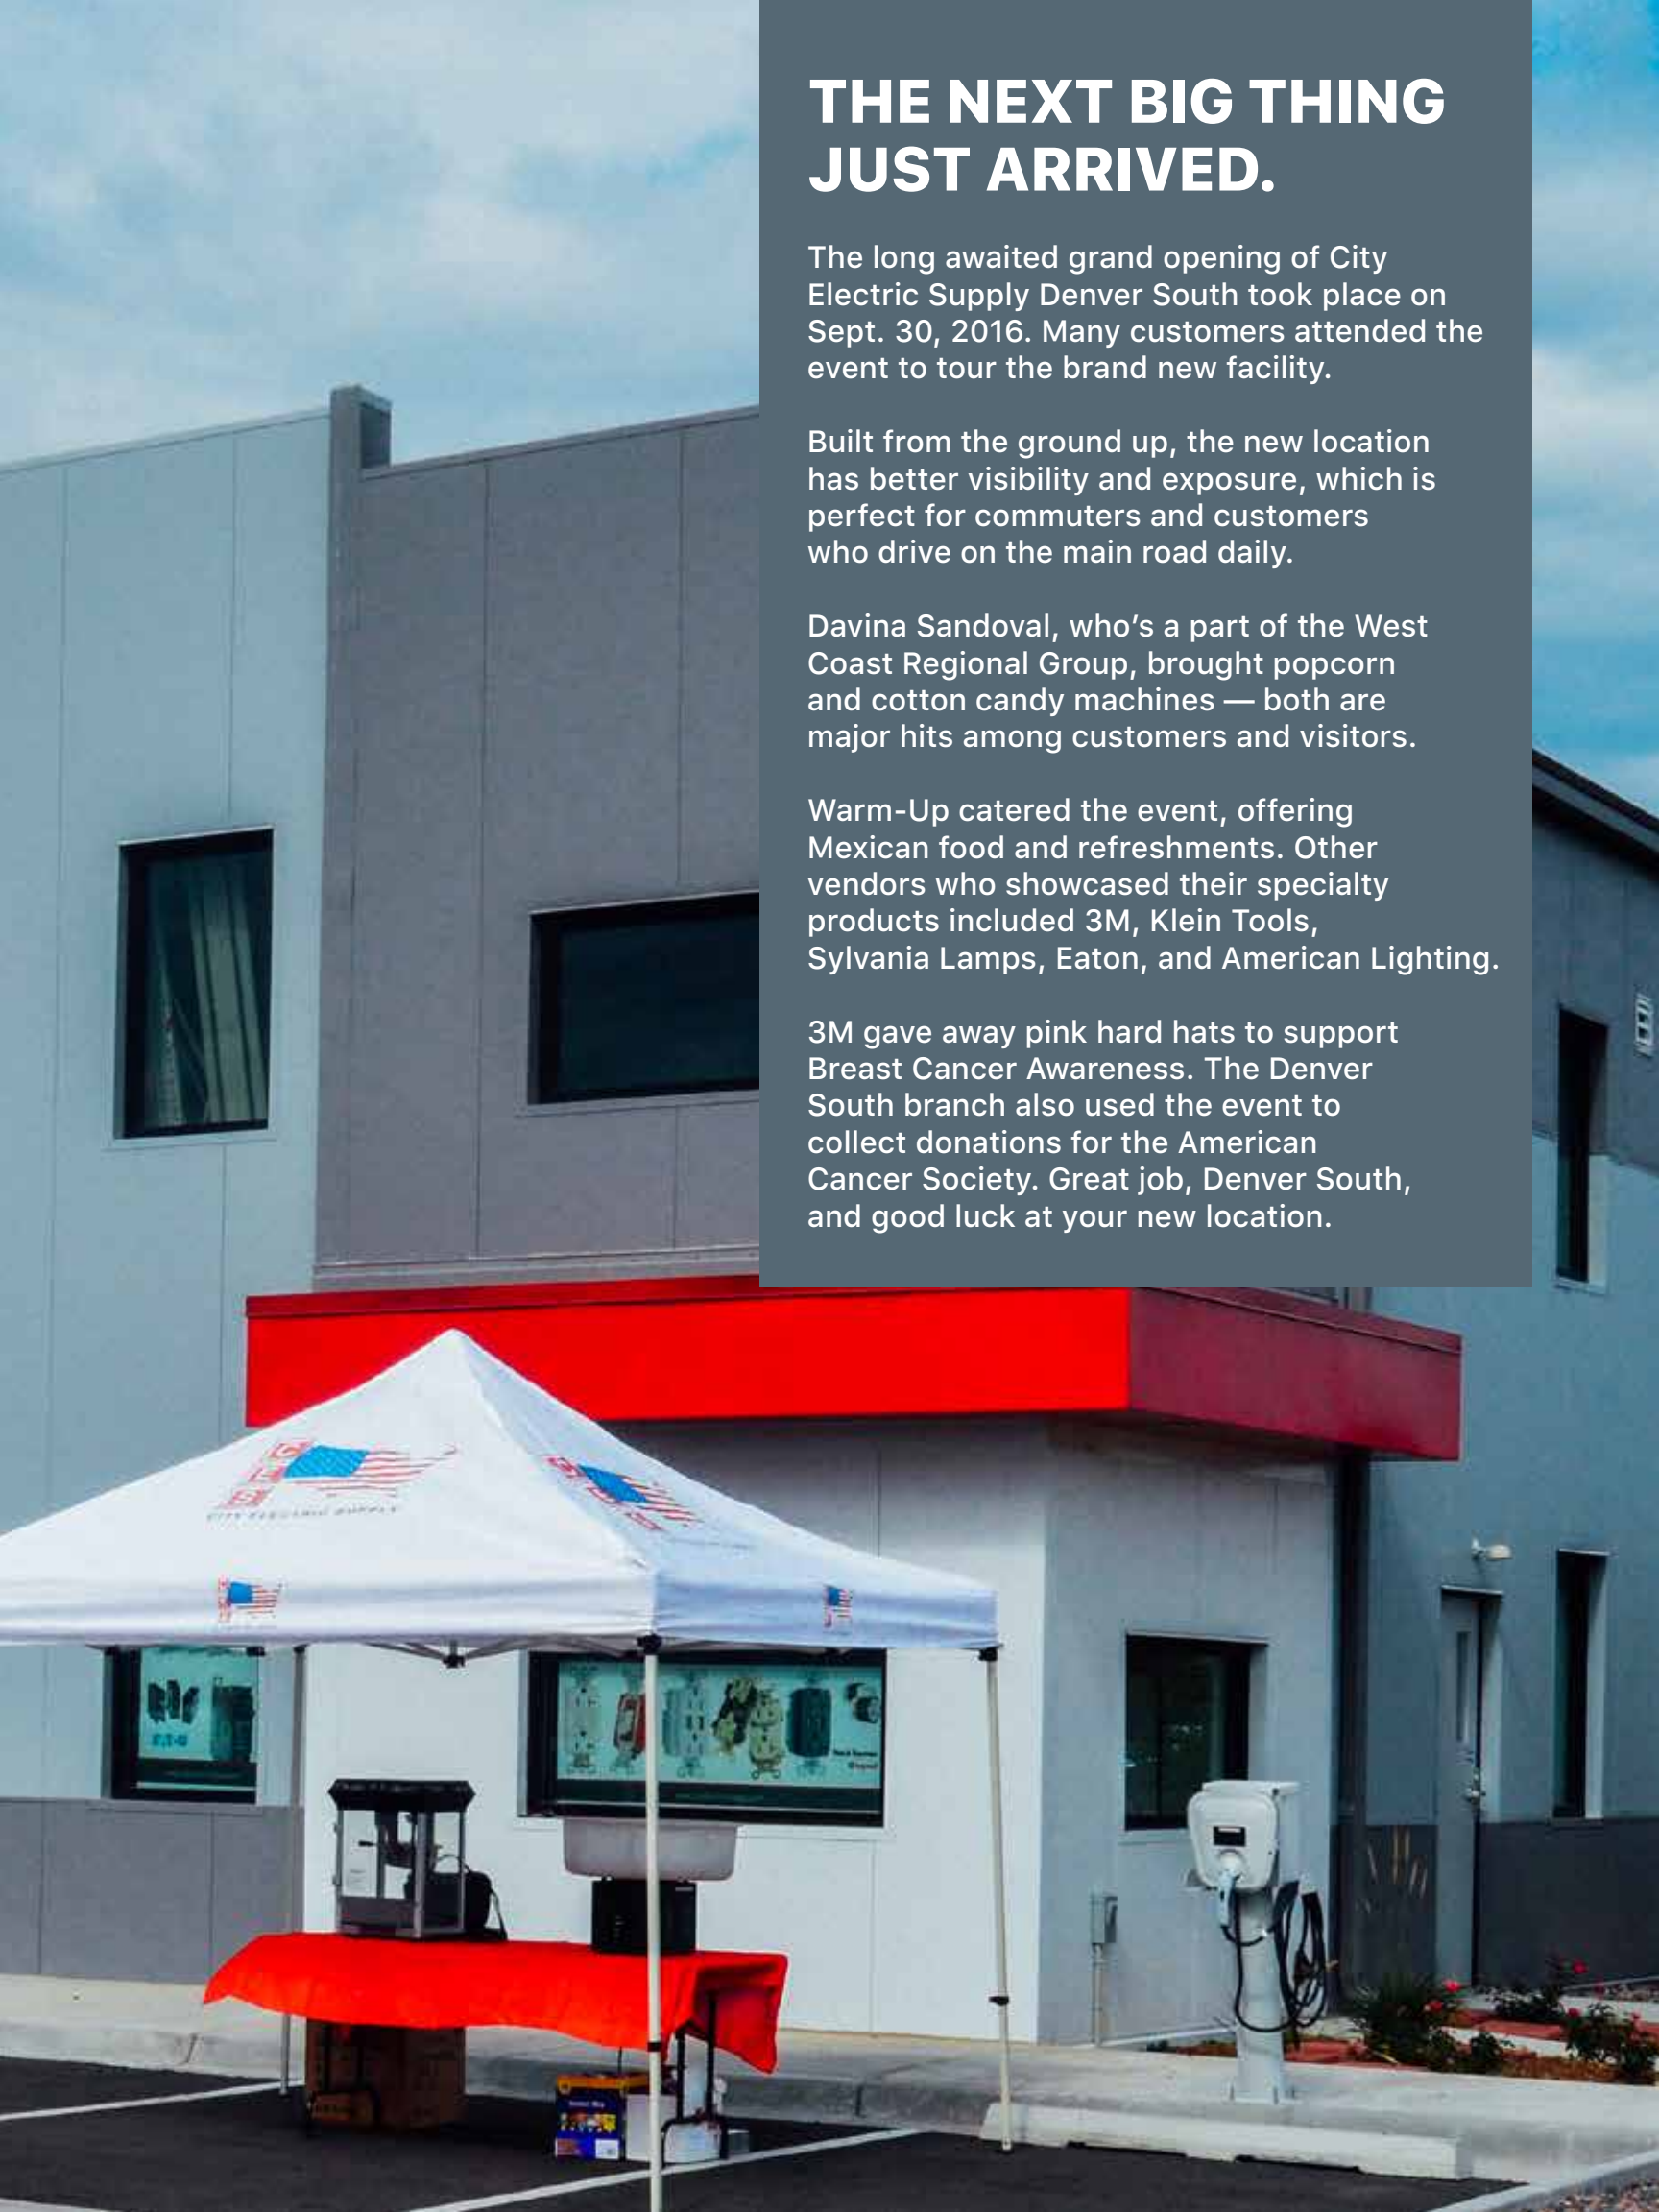 THE NEXT BIG THING
JUST ARRIVED.
The long awaited grand opening of City
Electric Supply Denver South took place on
Sept. 30, 2016. Many customers attended the
event to tour the brand new facility.
Built from the ground up, the new location
has better visibility and exposure, which is
perfect for commuters and customers
who drive on the main road daily.
Davina Sandoval, who’s a part of the West
Coast Regional Group, brought popcorn
and cotton candy machines — both are
major hits among customers and visitors.
Warm-Up catered the event, offering
Mexican food and refreshments. Other
vendors who showcased their specialty
products included 3M, Klein Tools,
Sylvania Lamps, Eaton, and American Lighting.
3M gave away pink hard hats to support
Breast Cancer Awareness. The Denver
South branch also used the event to
collect donations for the American
Cancer Society. Great job, Denver South,
and good luck at your new location.
CITY ELECTRIC SUPPLY